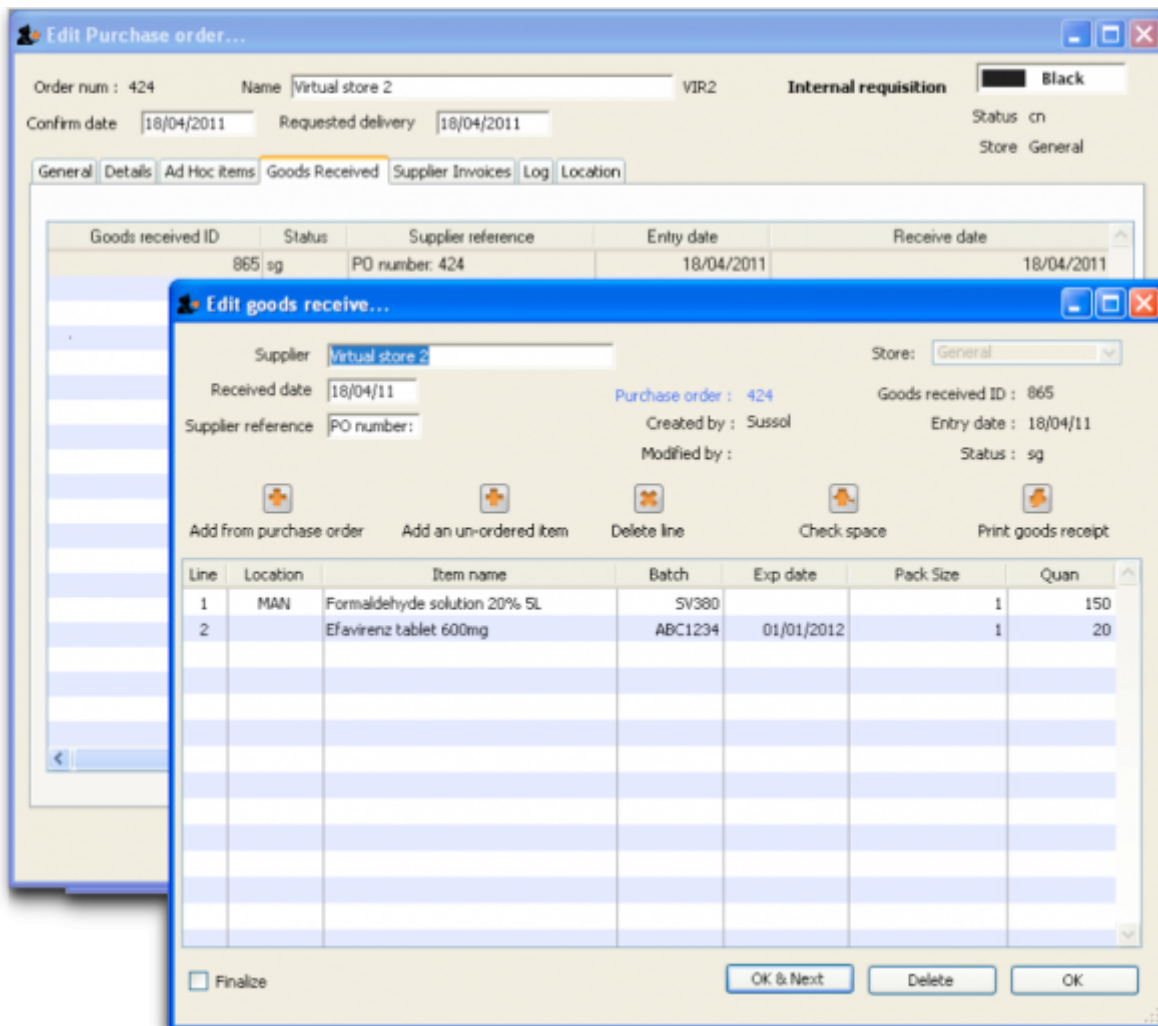 Edit Purchase order...
Order num : 424 Name Virtual store 2 VIR2 Internal requisition Black
Confirm date 18/04/2011 Requested delivery 18/04/2011 Status cn
Store General
General Details Ad Hoc items Goods Received Supplier Invoices Log Location
Goods received ID Status Supplier reference Entry date Receive date
865 sg PO number: 424 18/04/2011 18/04/2011
Edit goods receive...
Supplier Virtual store 2 Store: General
Received date 18/04/11 Purchase order : 424 Goods received ID : 865
Supplier reference PO number: Created by : Sussol Entry date : 18/04/11
Modified by : Status : sg
Add from purchase order Add an un-ordered item Delete line Check space Print goods receipt
Line Location Item name Batch Exp date Pack Size Quan
1 MAN Formaldehyde solution 20% 5L SV380 1 150
2 Efavirenz tablet 600mg ABC1234 01/01/2012 1 20
Finalize OK & Next Delete OK